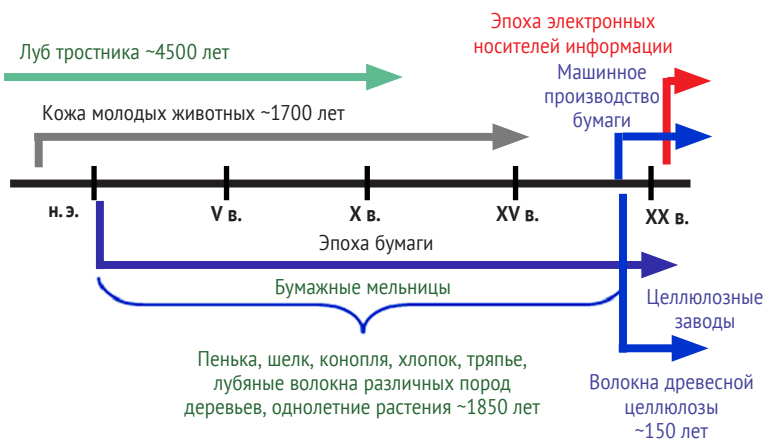 Эпоха электронных
носителей информации
Луб тростника ~4500 лет
Машинное
производство
бумаги
Кожа молодых животных ~1700 лет
н. э.
V в.
X в.
XV в.
XX в.
Эпоха бумаги
Бумажные мельницы
Целлюлозные
заводы
Пенька, шелк, конопля, хлопок, тряпье,
лубяные волокна различных пород
деревьев, однолетние растения ~1850 лет
Волокна древесной
целлюлозы
~150 лет